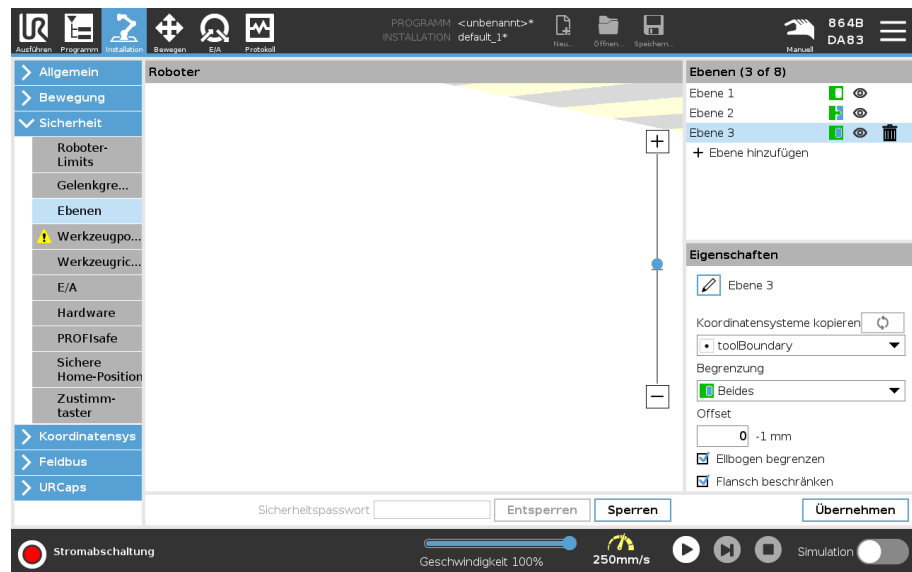 PROGRAMM <unbenannt>*
INSTALLATION default_1*
Ausführen Programm Installation Bewegen E/A Protokoll
Neu... Öffnen... Speichern...
Manuell
864B
DA83
Allgemein
Bewegung
Sicherheit
Roboter-
Limits
Gelenkgre...
Ebenen
Werkzeugpo...
Werkzeugric...
E/A
Hardware
PROFIsafe
Sichere
Home-Position
Zustimm-
taster
Koordinatensys
Feldbus
URCaps
Roboter
Ebenen (3 of 8)
Ebene 1
Ebene 2
Ebene 3
+ Ebene hinzufügen
Eigenschaften
Ebene 3
Koordinatensysteme kopieren
toolBoundary
Begrenzung
Beides
Offset
0 -1 mm
Ellbogen begrenzen
Flansch beschränken
Sicherheitspasswort
Entsperren
Sperren
Übernehmen
Stromabschaltung
Geschwindigkeit 100%
250mm/s
Simulation